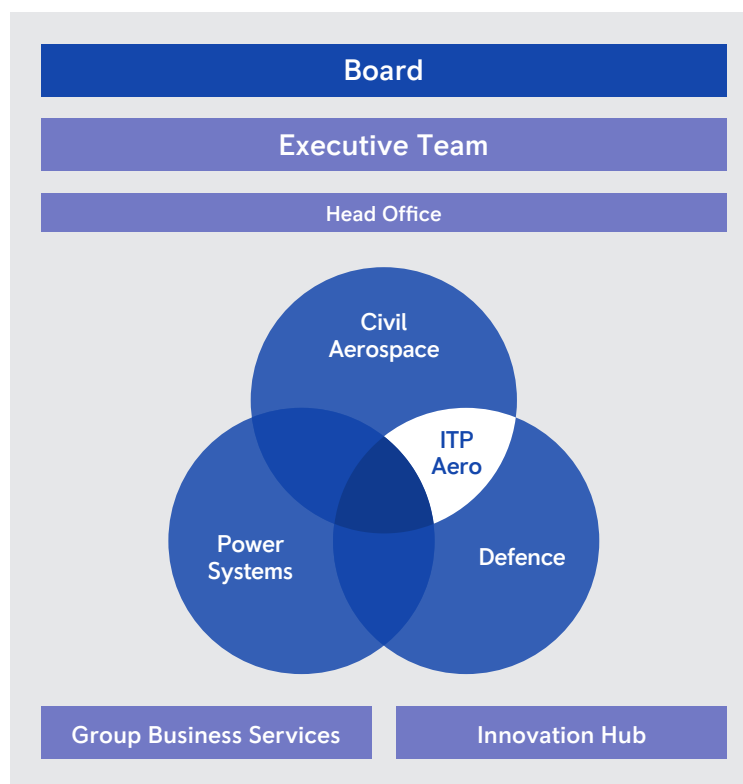 Board
Executive Team
Head Office
Civil
Aerospace
ITP
Aero
Power
Systems
Defence
Group Business Services
Innovation Hub